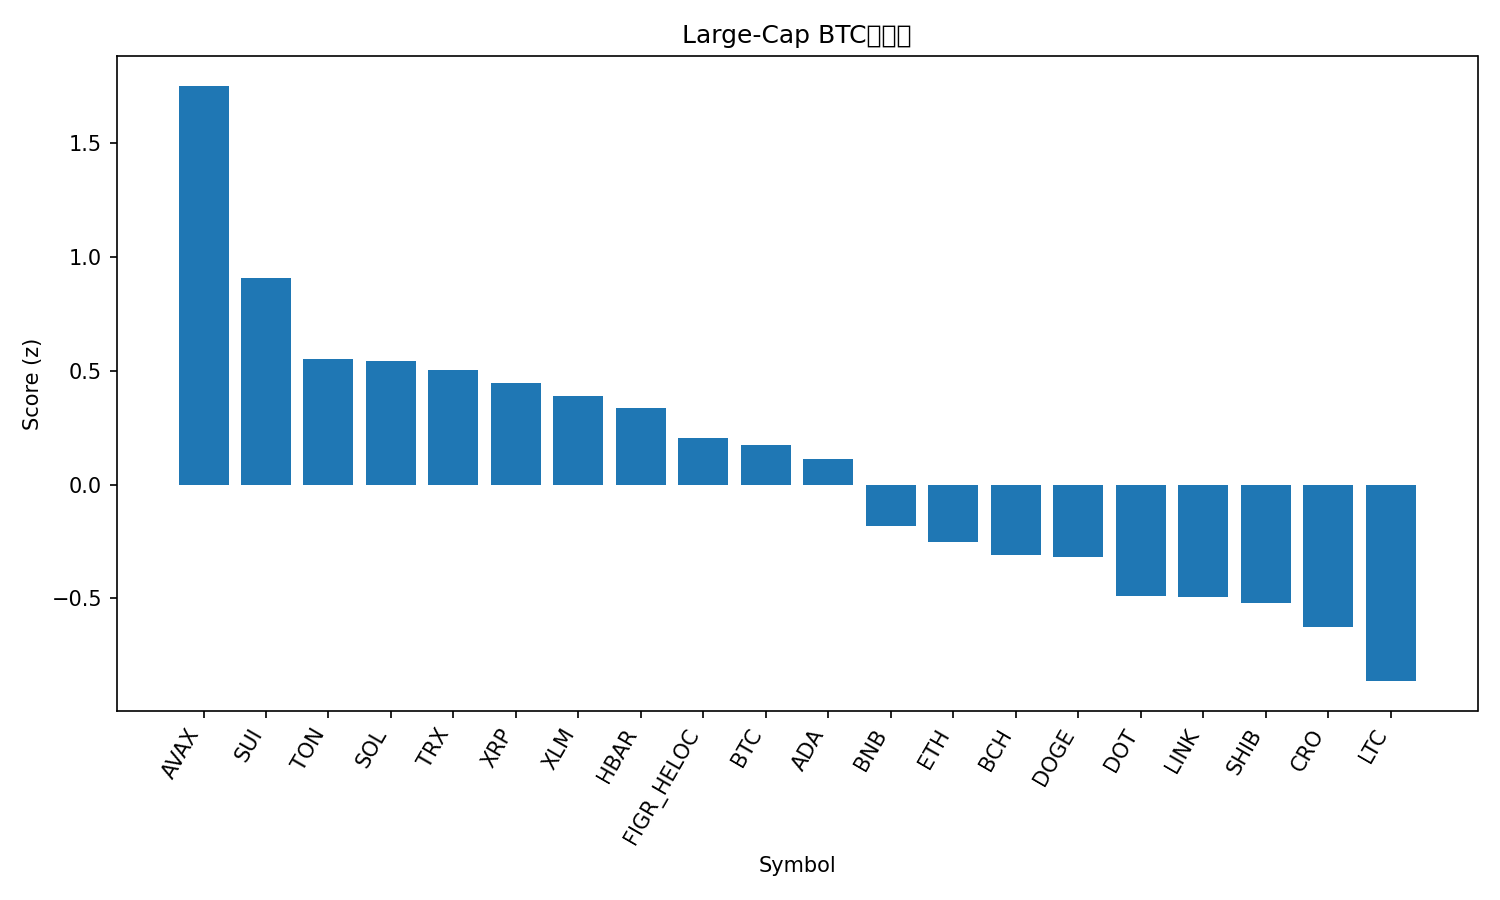 Large-Cap BTC
Score (z)
1.5
1.0
0.5
0.0
−0.5
AVAX
SUI
TON
SOL
TRX
XRP
XLM
HBAR
FIGR_HELOC
BTC
ADA
BNB
ETH
BCH
DOGE
DOT
LINK
SHIB
CRO
LTC
Symbol